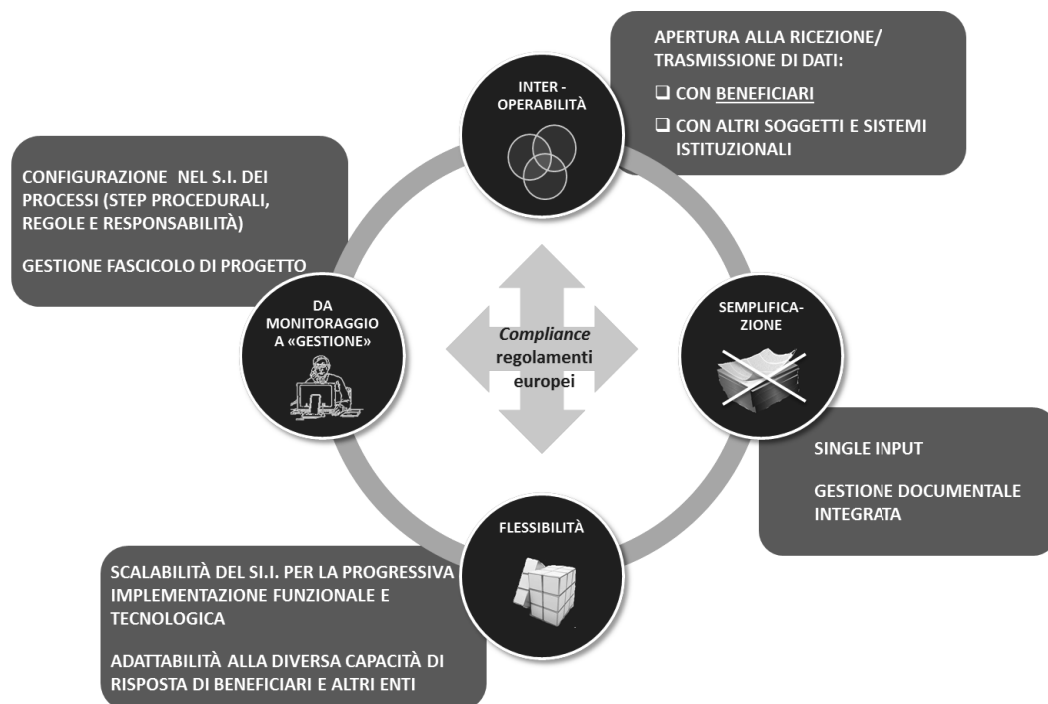 INTER -
OPERABILITÀ
APERTURA ALLA RICEZIONE/
TRASMISSIONE DI DATI:
❑ CON BENEFICIARI
❑ CON ALTRI SOGGETTI E SISTEMI
ISTITUZIONALI
CONFIGURAZIONE NEL S.I. DEI
PROCESSI (STEP PROCEDURALI,
REGOLE E RESPONSABILITÀ)
GESTIONE FASCICOLO DI PROGETTO
DA
MONITORAGGIO
A «GESTIONE»
Compliance
regolamenti
europei
SEMPLIFICA-
ZIONE
SINGLE INPUT
GESTIONE DOCUMENTALE
INTEGRATA
FLESSIBILITÀ
SCALABILITÀ DEL SI.I. PER LA PROGRESSIVA
IMPLEMENTAZIONE FUNZIONALE E
TECNOLOGICA
ADATTABILITÀ ALLA DIVERSA CAPACITÀ DI
RISPOSTA DI BENEFICIARI E ALTRI ENTI